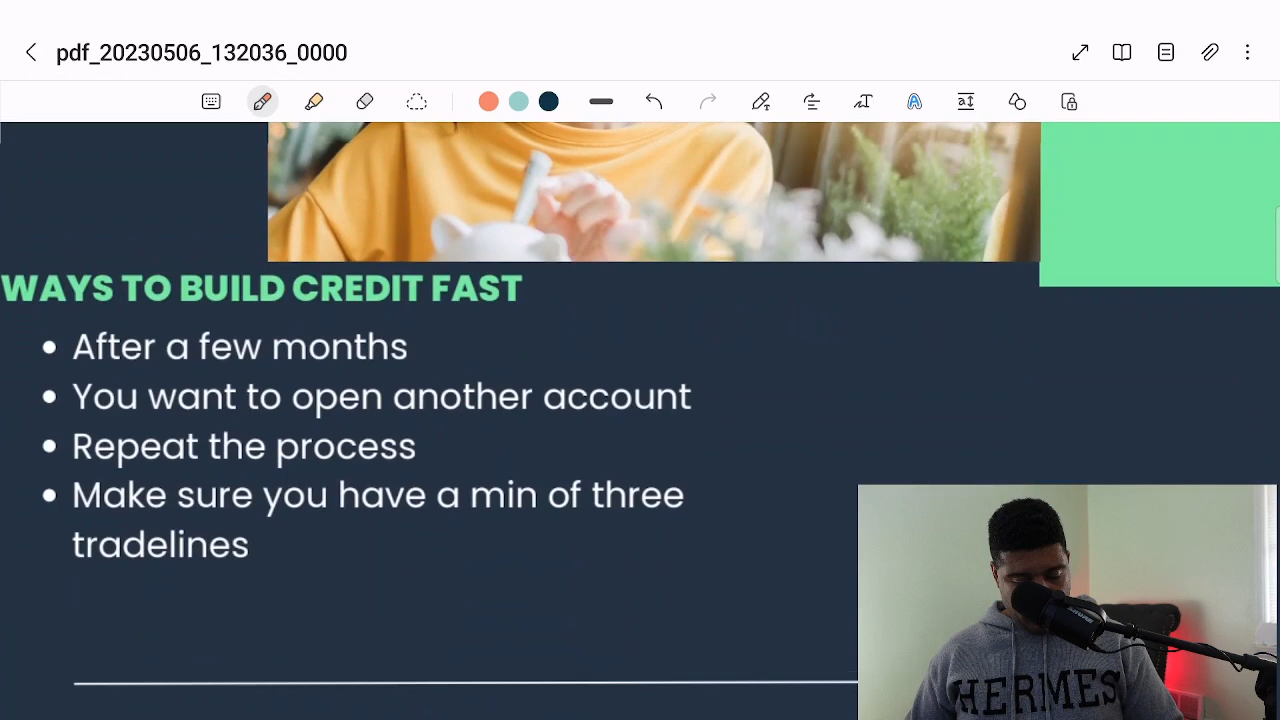 pdf_20230506_132036_0000
WAYS TO BUILD CREDIT FAST
• After a few months
• You want to open another account
• Repeat the process
• Make sure you have a min of three
tradelines
HERMES